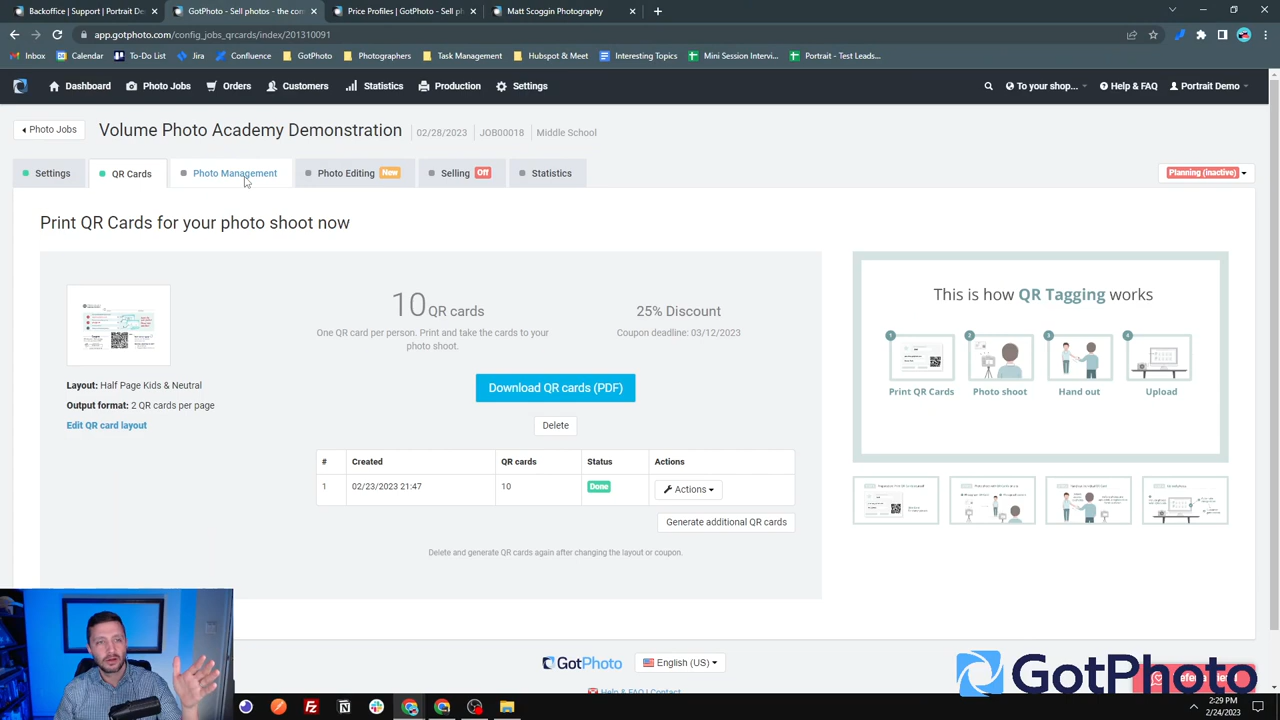 Backoffice | Support | Portrait De
GotPhoto - Sell photos - the com
Price Profiles | GotPhoto - Sell ph
Matt Scoggin Photography
app.gotphoto.com/config_jobs_qrcards/index/201310091
Inbox
Calendar
To-Do List
Jira
Confluence
GotPhoto
Photographers
Task Management
Hubspot & Meet
Interesting Topics
Mini Session Intervi...
Portrait - Test Leads...
Dashboard
Photo Jobs
Orders
Customers
Statistics
Production
Settings
To your shop...
Help & FAQ
Portrait Demo
Photo Jobs
Volume Photo Academy Demonstration
02/28/2023
JOB00018
Middle School
Settings
QR Cards
Photo Management
Photo Editing New
Selling Off
Statistics
Planning (inactive)
Print QR Cards for your photo shoot now
10 QR cards
One QR card per person. Print and take the cards to your
photo shoot.
25% Discount
Coupon deadline: 03/12/2023
Layout: Half Page Kids & Neutral
Output format: 2 QR cards per page
Edit QR card layout
Download QR cards (PDF)
Delete
# Created QR cards Status Actions
1 02/23/2023 21:47 10 Done Actions
Generate additional QR cards
Delete and generate QR cards again after changing the layout or coupon.
This is how QR Tagging works
1 2 3 4
Print QR Cards
Photo shoot
Hand out
Upload
GotPhoto
English (US)
Help & FAQ | Contact
GotPhoto
2:29 PM
2/24/2023